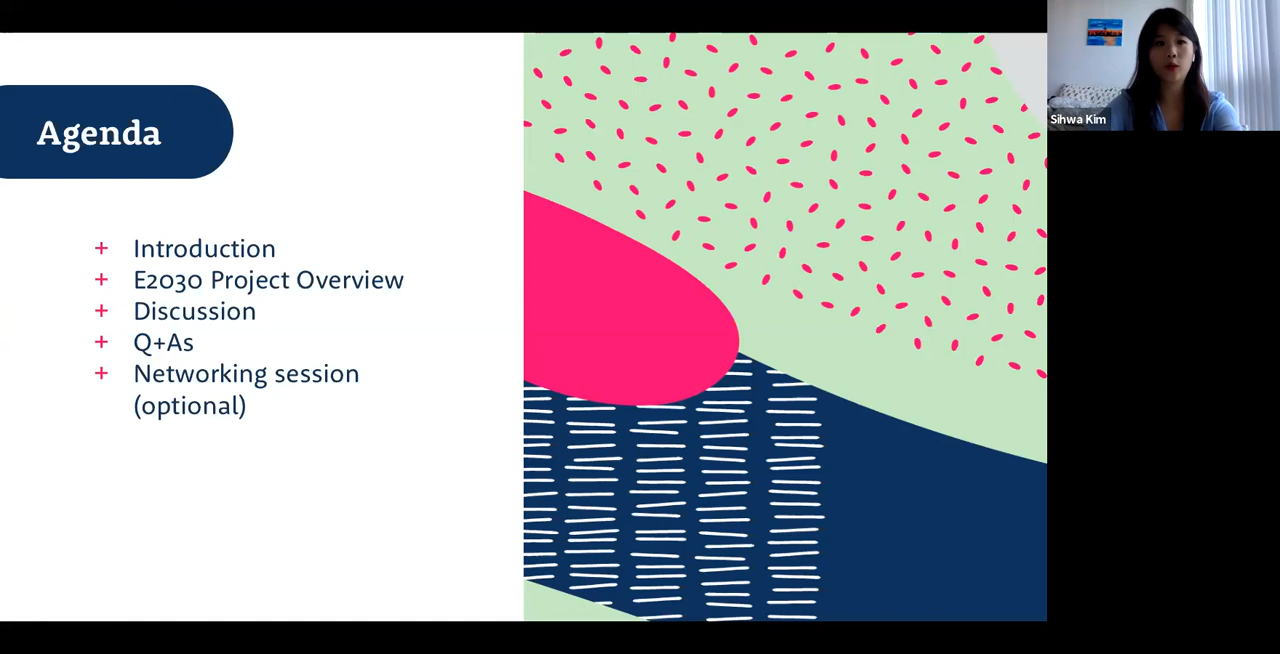 Agenda
+ Introduction
+ E2030 Project Overview
+ Discussion
+ Q+As
+ Networking session
(optional)
Sihwa Kim